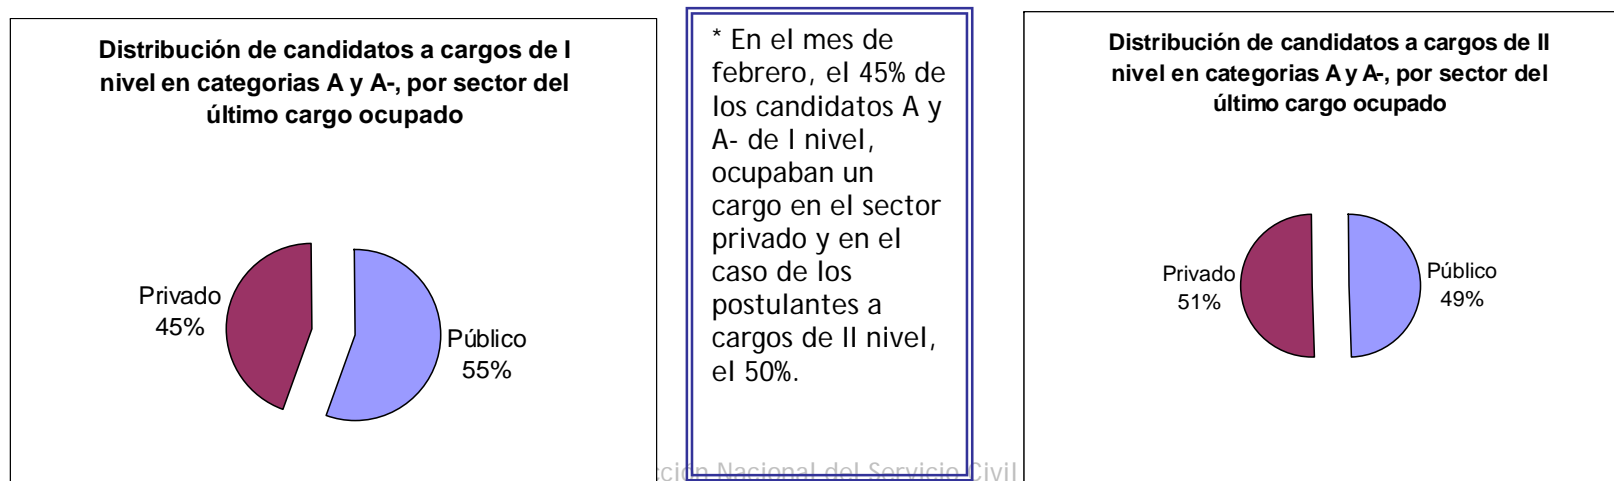 Distribución de candidatos a cargos de I
nivel en categorias A y A-, por sector del
último cargo ocupado
Privado
45%
Público
55%
* En el mes de
febrero, el 45% de
los candidatos A y
A- de I nivel,
ocupaban un
cargo en el sector
privado y en el
caso de los
postulantes a
cargos de II nivel,
el 50%.
Distribución de candidatos a cargos de II
nivel en categorias A y A-, por sector del
último cargo ocupado
Privado
51%
Público
49%
cción Nacional del Servicio Civil